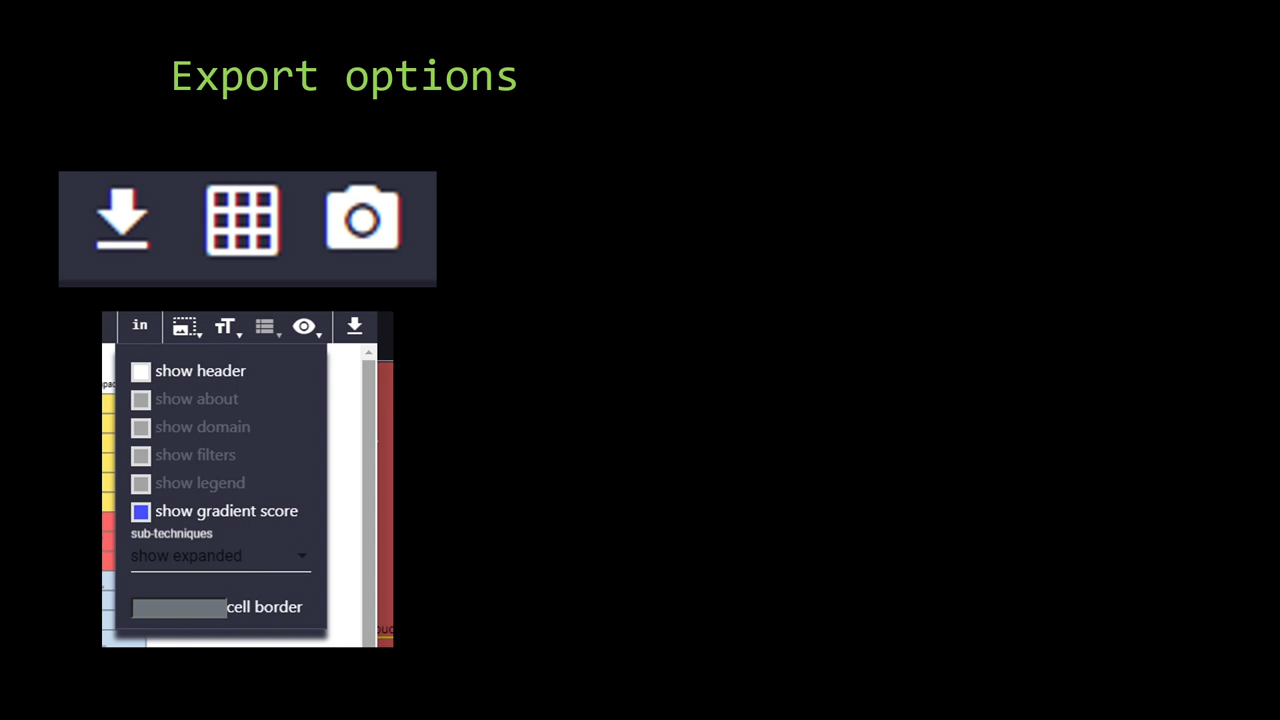 Export options
in
show header
show about
show domain
show filters
show legend
show gradient score
sub-techniques
show expanded
cell border